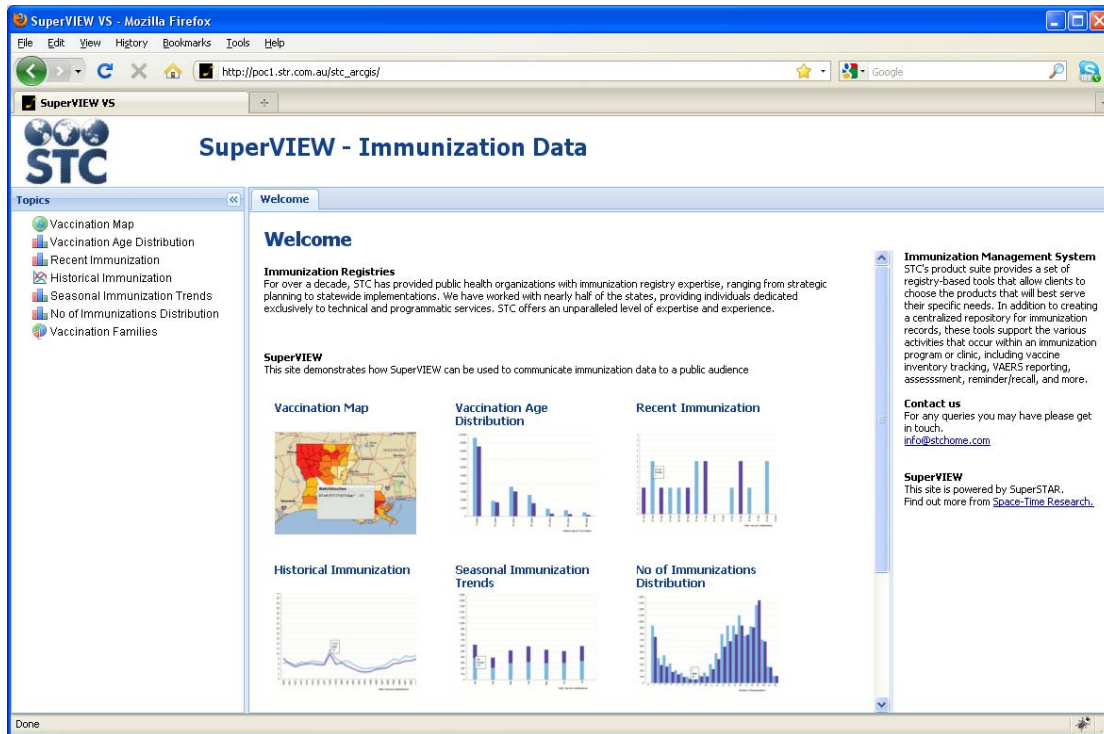 SuperVIEW VS - Mozilla Firefox
File Edit View History Bookmarks Tools Help
http://poc1.str.com.au/stc_arcgis/
Google
SuperVIEW VS
STC
SuperVIEW - Immunization Data
Topics
Vaccination Map
Vaccination Age Distribution
Recent Immunization
Historical Immunization
Seasonal Immunization Trends
No of Immunizations Distribution
Vaccination Families
Welcome
Welcome
Immunization Registries
For over a decade, STC has provided public health organizations with immunization registry expertise, ranging from strategic
planning to statewide implementations. We have worked with nearly half of the states, providing individuals dedicated
exclusively to technical and programmatic services. STC offers an unparalleled level of expertise and experience.
SuperVIEW
This site demonstrates how SuperVIEW can be used to communicate immunization data to a public audience
Vaccination Map
Vaccination Age
Distribution
Recent Immunization
Historical Immunization
Seasonal Immunization
Trends
No of Immunizations
Distribution
Immunization Management System
STC's product suite provides a set of
registry-based tools that allow clients to
choose the products that will best serve
their specific needs. In addition to creating
a centralized repository for immunization
records, these tools support the various
activities that occur within an immunization
program or clinic, including vaccine
inventory tracking, VAERS reporting,
assesssment, reminder/recall, and more.
Contact us
For any queries you may have please get
in touch.
info@stchome.com
SuperVIEW
This site is powered by SuperSTAR.
Find out more from Space-Time Research.
Done